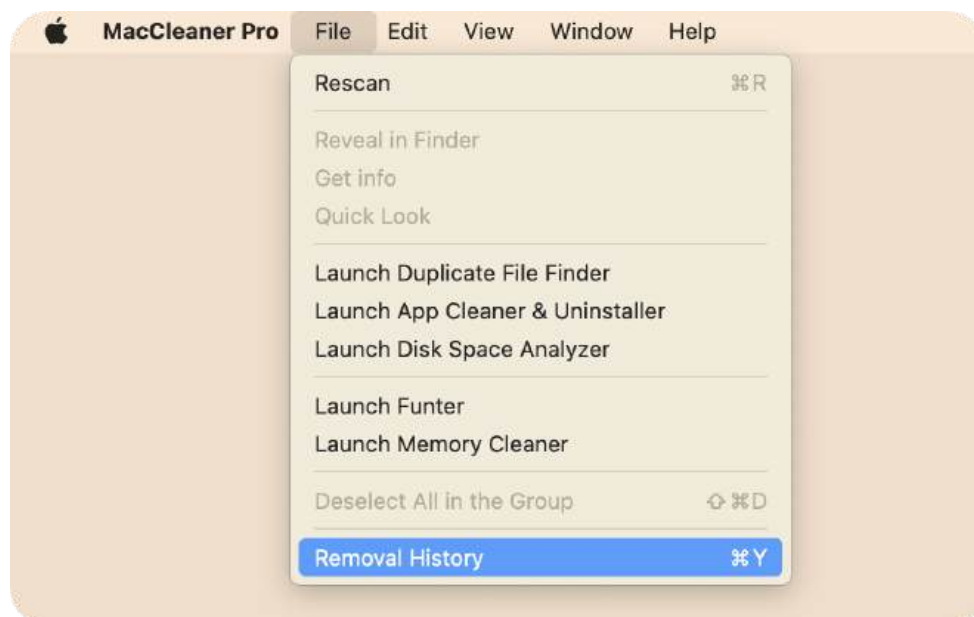 MacCleaner Pro File Edit View Window Help
Rescan ⌘R
Reveal in Finder
Get info
Quick Look
Launch Duplicate File Finder
Launch App Cleaner & Uninstaller
Launch Disk Space Analyzer
Launch Funter
Launch Memory Cleaner
Deselect All in the Group ⇧⌘D
Removal History ⌘Y